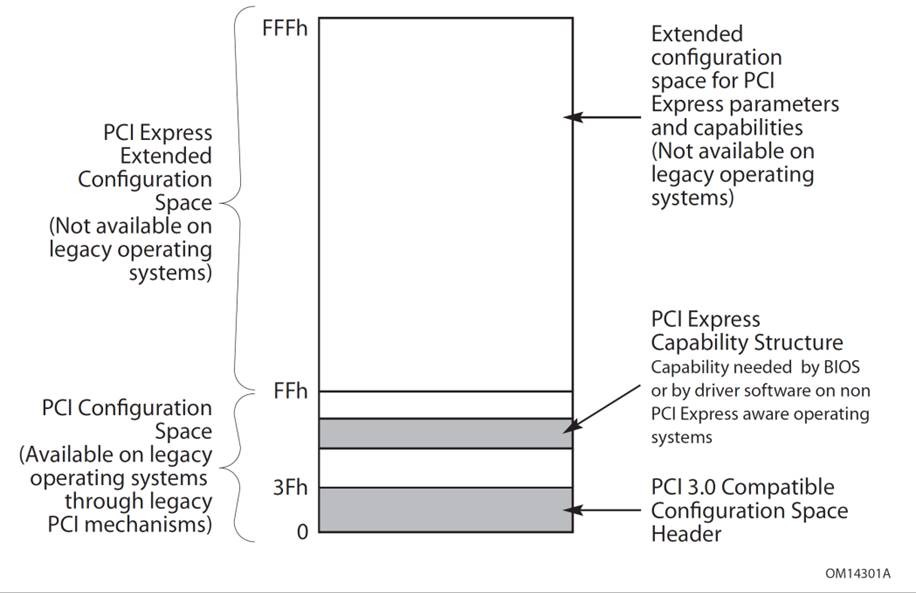 FFFh
PCI Express
Extended
Configuration
Space
(Not available on
legacy operating
systems)
Extended
configuration
space for PCI
Express parameters
and capabilities
(Not available on
legacy operating
systems)
FFh
PCI Express
Capability Structure
Capability needed by BIOS
or by driver software on non
PCI Express aware operating
systems
PCI Configuration
Space
(Available on legacy
operating systems
through legacy
PCI mechanisms)
3Fh
0
PCI 3.0 Compatible
Configuration Space
Header
OM14301A